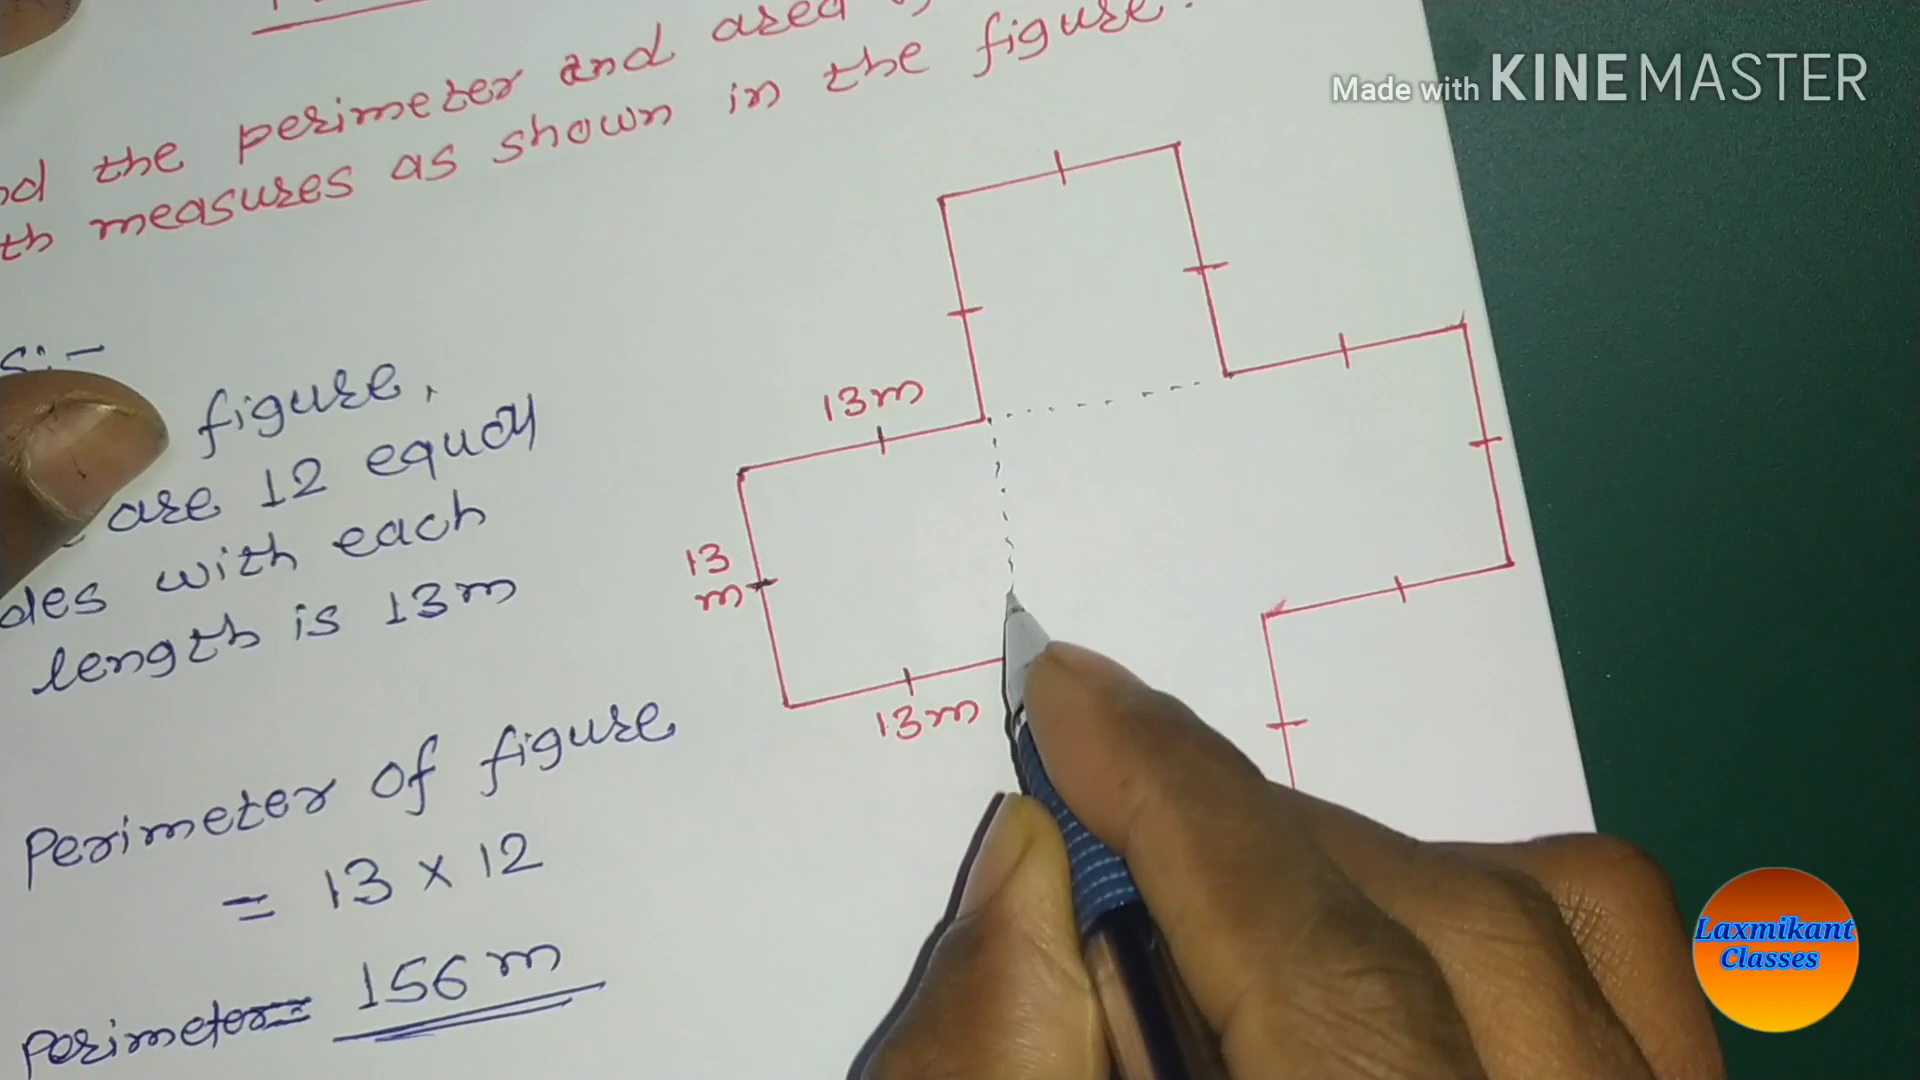 the perimeter and area
measures as shown in the figure.
Made with KINEMASTER
figure,
are 12 equal
with each
length is 13m
13m
13
m
13m
Perimeter of figure
= 13 × 12
Perimeter= 156 m
Laxmikant
Classes